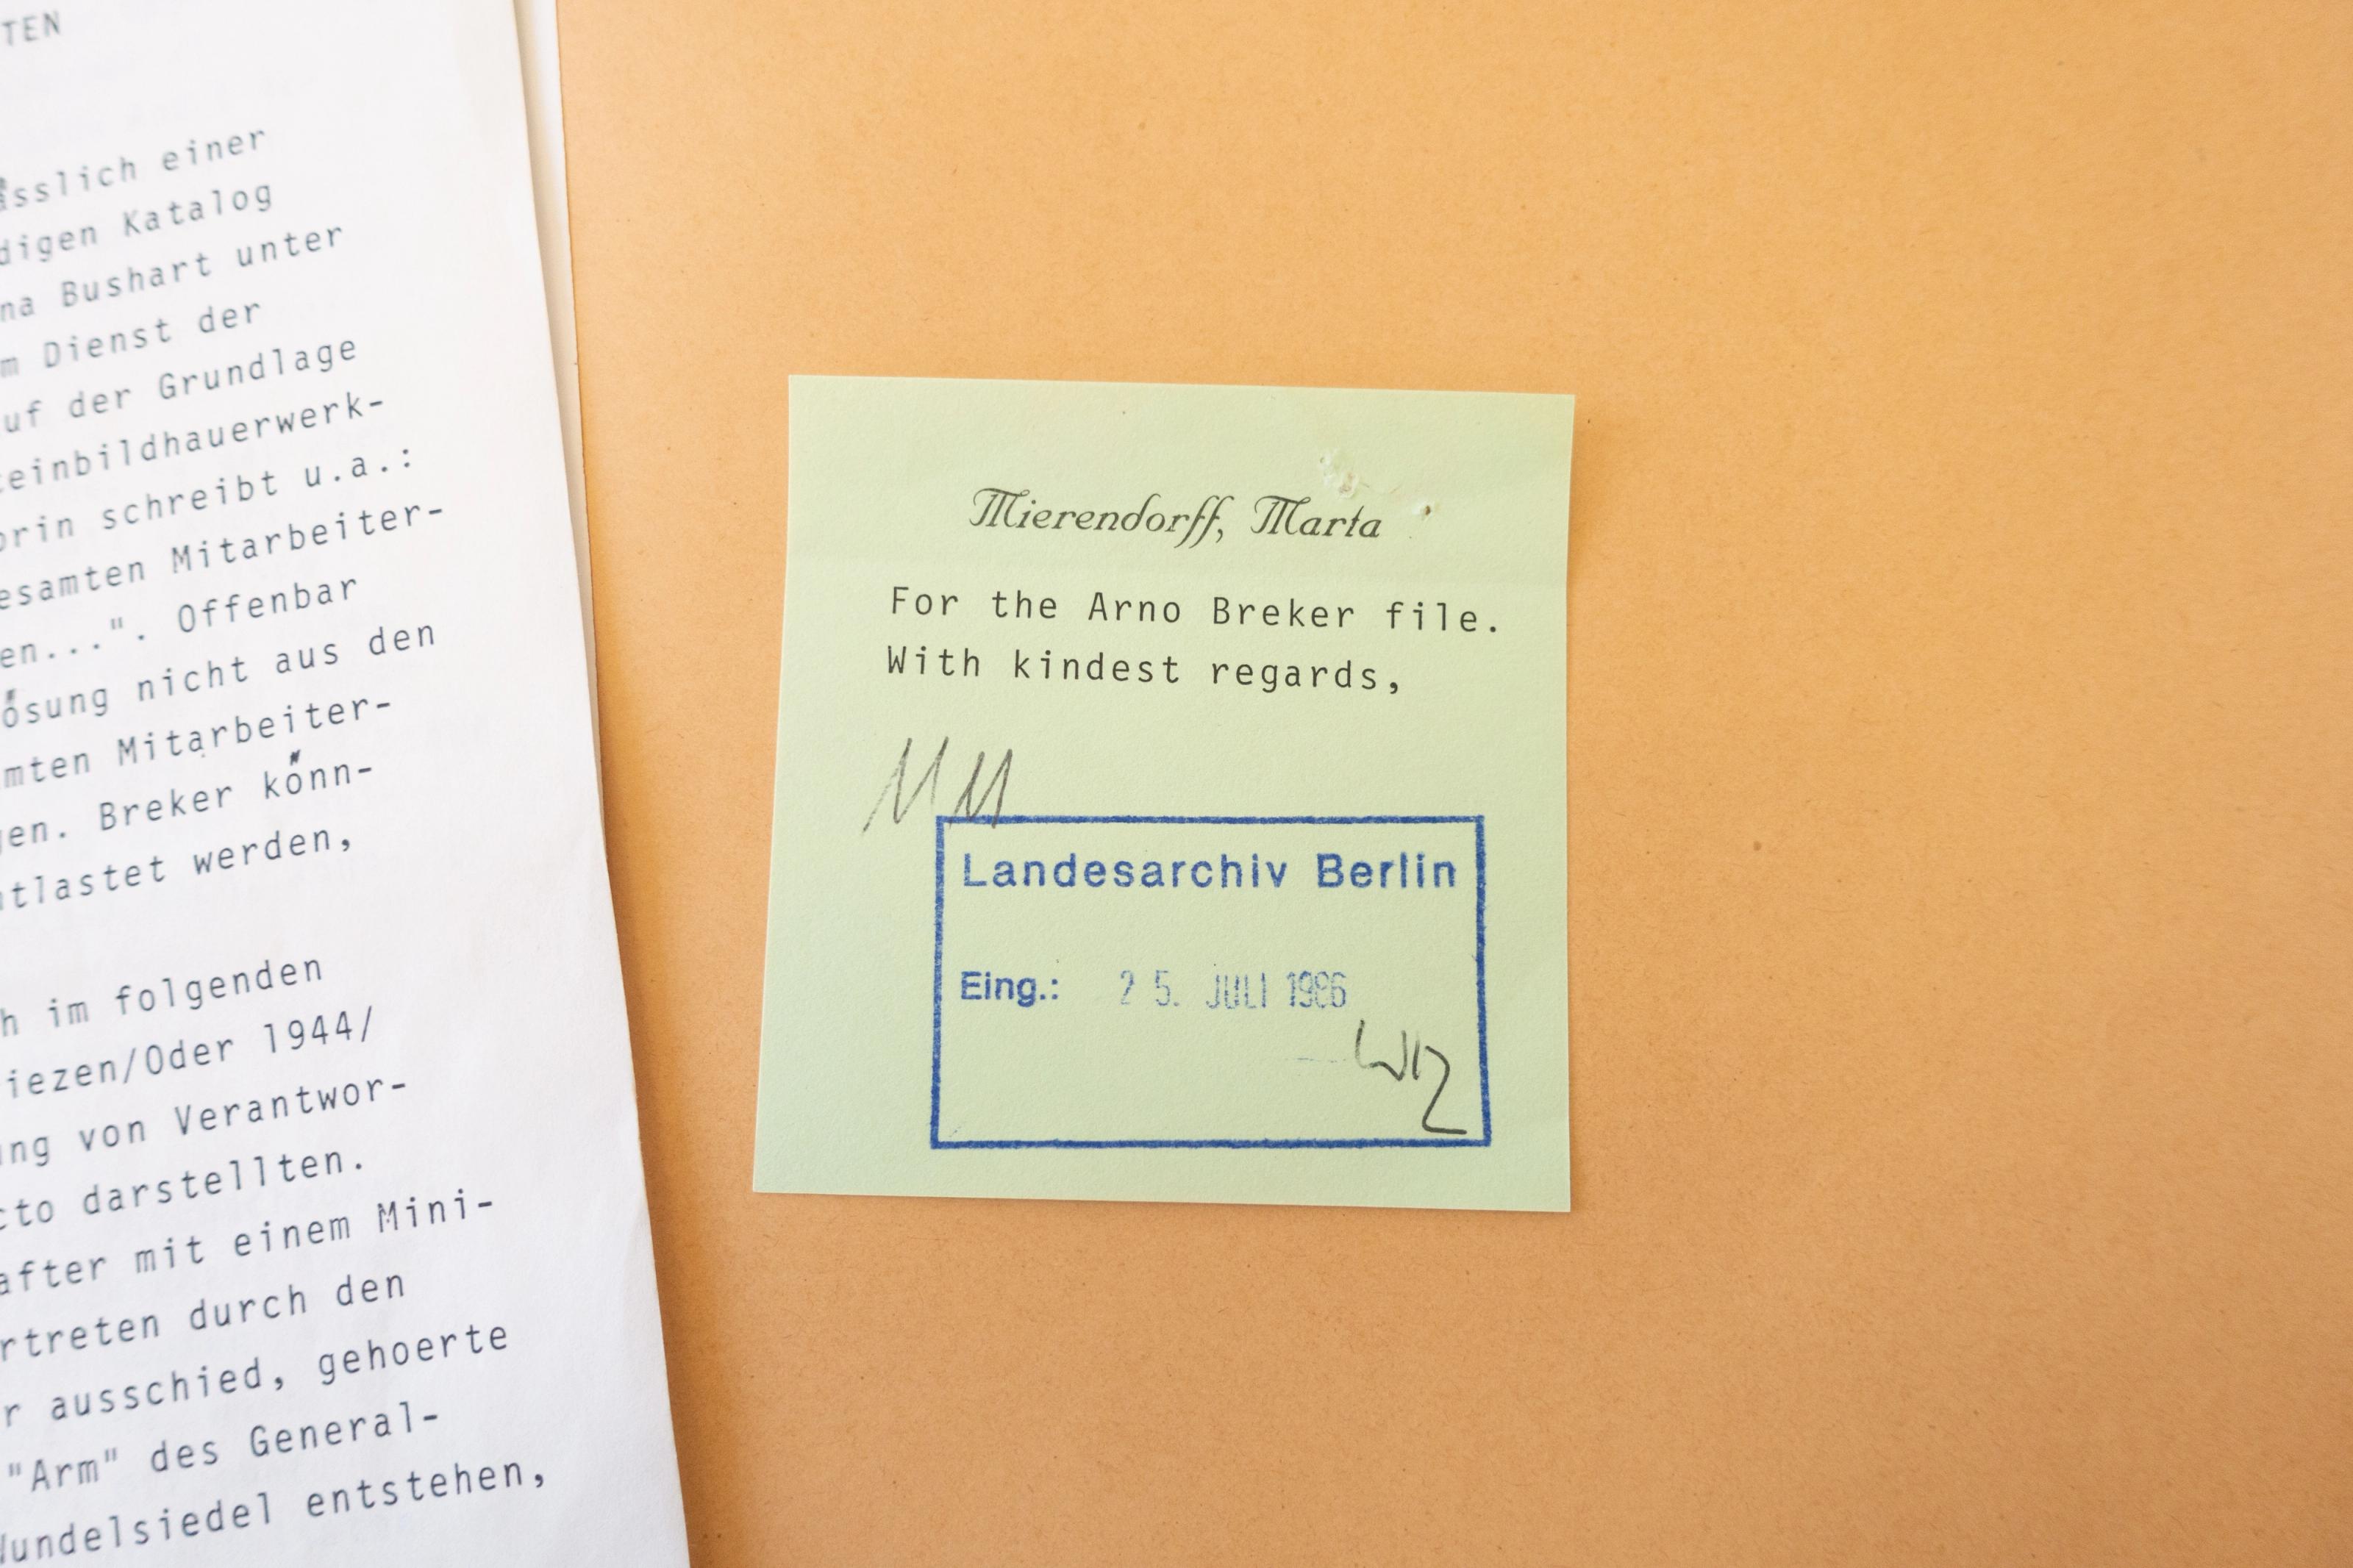 TEN
ässlich einer
digen Katalog
na Bushart unter
m Dienst der
uf der Grundlage
teinbildhauerwerk-
orin schreibt u.a.:
esamten Mitarbeiter-
en...". Offenbar
ösung nicht aus den
mten Mitarbeiter-
gen. Breker könn-
ntlastet werden,
h im folgenden
iezen/Oder 1944/
ung von Verantwor-
cto darstellten.
after mit einem Mini-
rtreten durch den
r ausschied, gehoerte
"Arm" des General-
Wundelsiedel entstehen,
Mierendorff, Marta
For the Arno Breker file.
With kindest regards,
MM
Landesarchiv Berlin
Eing.: 25. JULI 1986